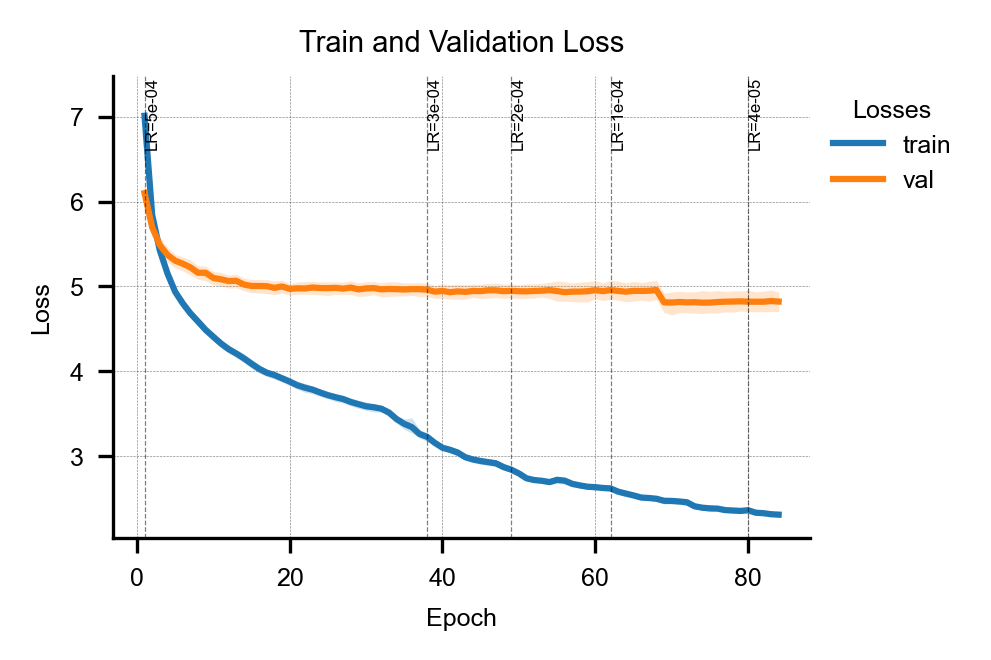 Train and Validation Loss
LR=5e-04
LR=3e-04
LR=2e-04
LR=1e-04
LR=4e-05
Losses
train
val
7
6
5
4
3
Loss
0 20 40 60 80
Epoch